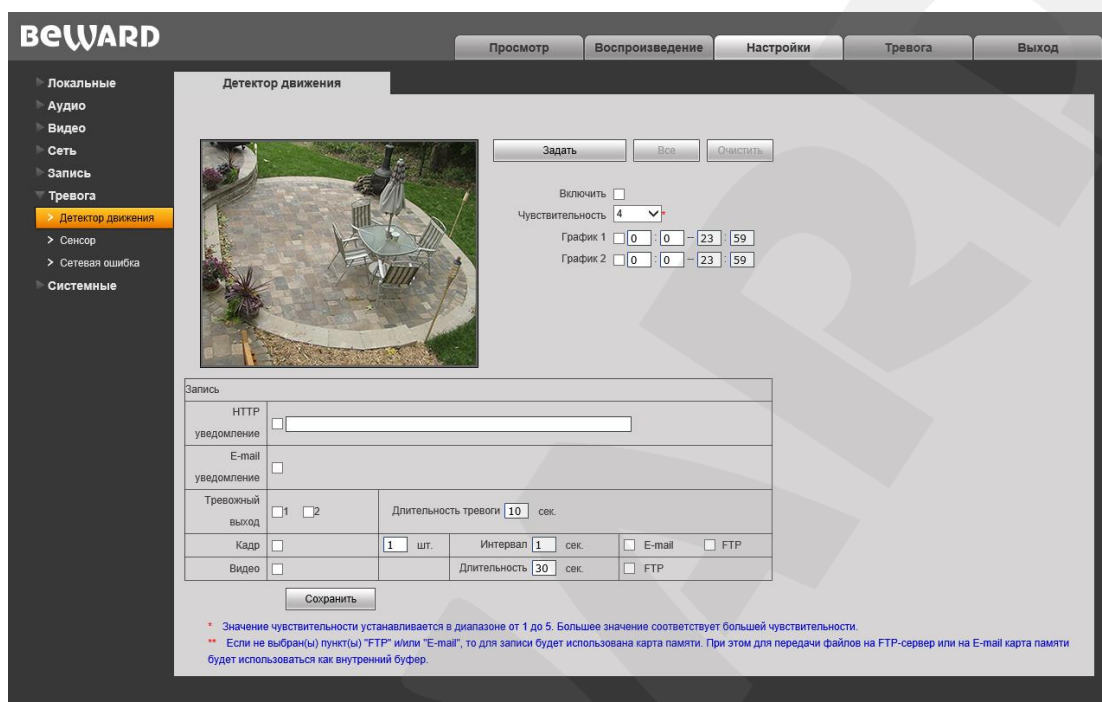 BEWARD
Просмотр Воспроизведение Настройки Тревога Выход
Локальные
Аудио
Видео
Сеть
Запись
Тревога
> Детектор движения
> Сенсор
> Сетевая ошибка
Системные
Детектор движения
Задать Все Очистить
Включить
Чувствительность 4 *
График 1 0 : 0 – 23 : 59
График 2 0 : 0 – 23 : 59
Запись
HTTP
уведомление
E-mail
уведомление
Тревожный
выход
1 2 Длительность тревоги 10 сек.
Кадр 1 шт. Интервал 1 сек. E-mail FTP
Видео Длительность 30 сек. FTP
Сохранить
* Значение чувствительности устанавливается в диапазоне от 1 до 5. Большее значение соответствует большей чувствительности.
** Если не выбран(ы) пункт(ы) "FTP" и/или "E-mail", то для записи будет использована карта памяти. При этом для передачи файлов на FTP-сервер или на E-mail карта памяти
будет использоваться как внутренний буфер.